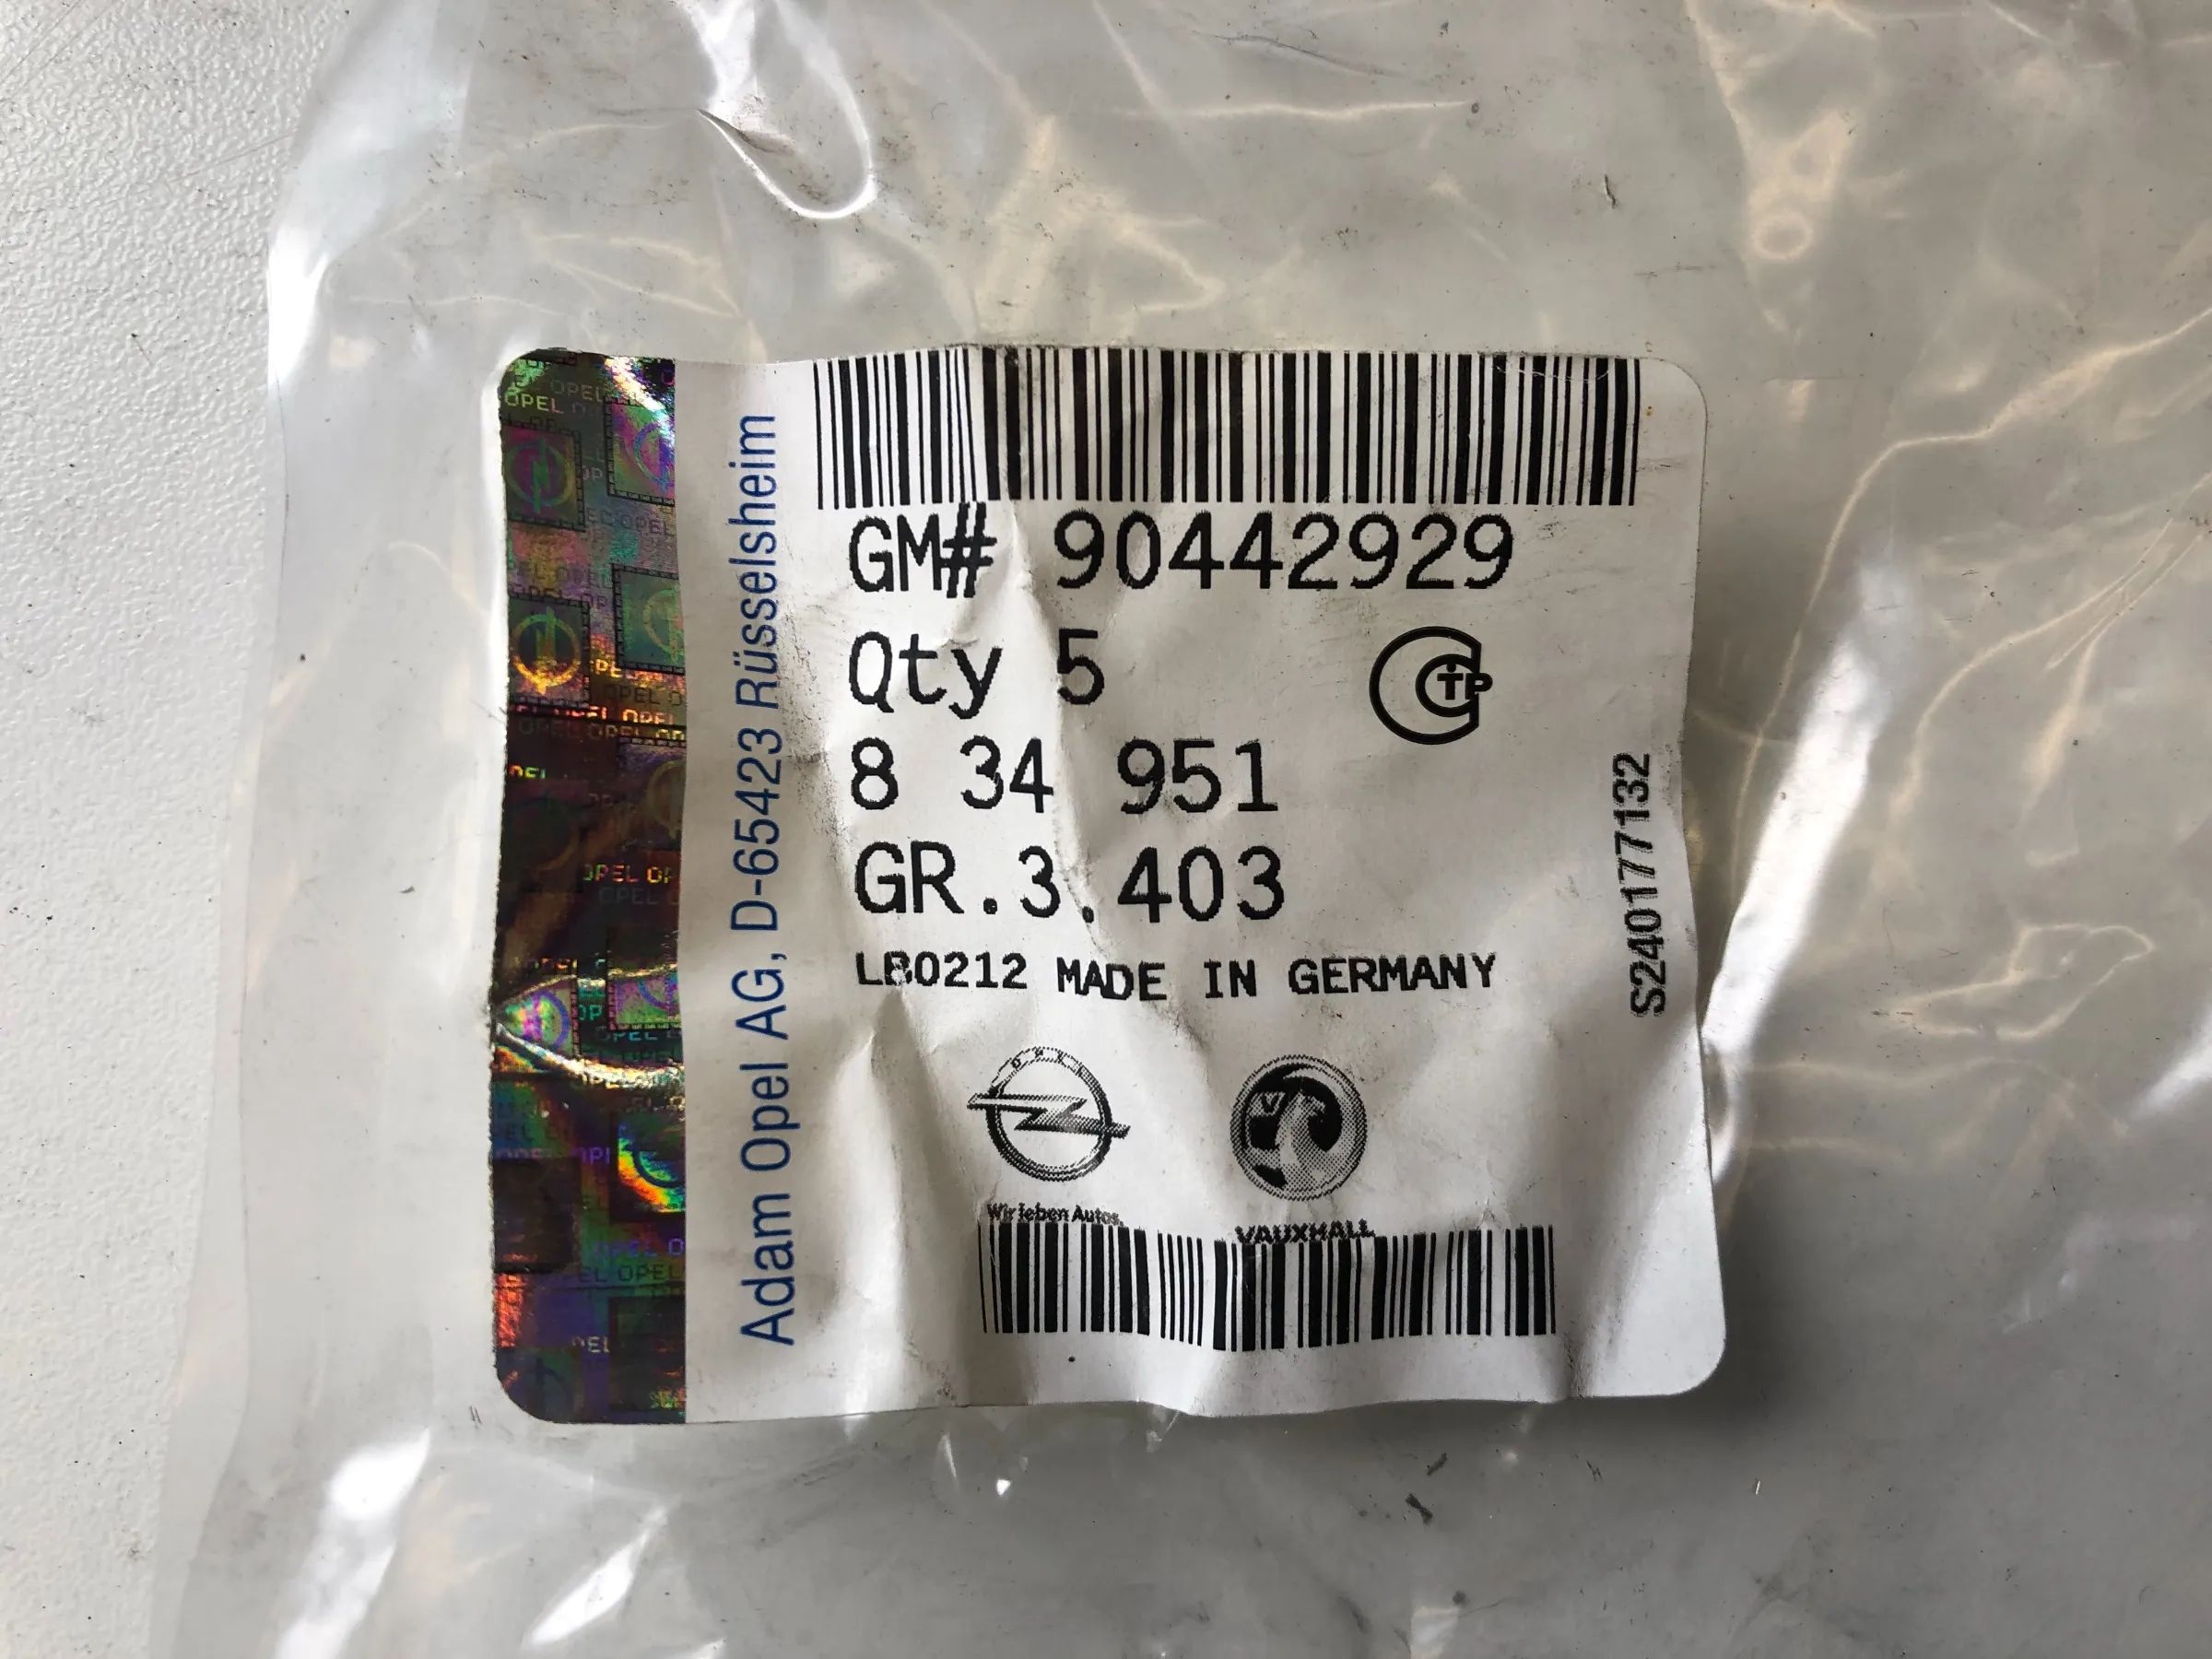 Adam Opel AG, D-65423 Rüsselsheim
GM# 90442929
Qty 5
8 34 951
GR.3.403
LB0212 MADE IN GERMANY
S240177132
OPEL
Wir leben Autos.
VAUXHALL